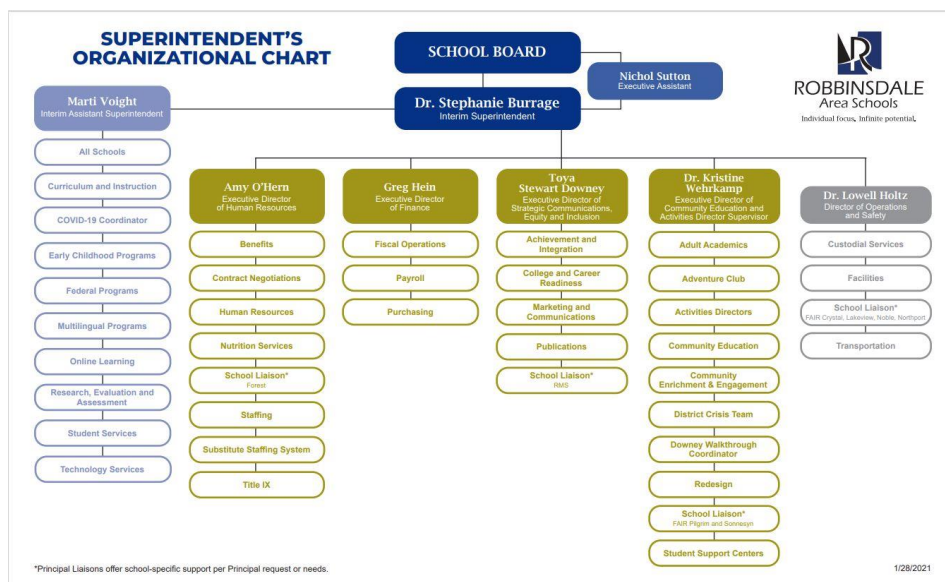 SUPERINTENDENT'S
ORGANIZATIONAL CHART
SCHOOL BOARD
Nichol Sutton
Executive Assistant
Dr. Stephanie Burrage
Interim Superintendent
ROBBINSDALE
Area Schools
Individual focus. Infinite potential.
Marti Voight
Interim Assistant Superintendent
All Schools
Curriculum and Instruction
COVID-19 Coordinator
Early Childhood Programs
Federal Programs
Multilingual Programs
Online Learning
Research, Evaluation and
Assessment
Student Services
Technology Services
Amy O'Hern
Executive Director
of Human Resources
Benefits
Contract Negotiations
Human Resources
Nutrition Services
School Liaison*
Forest
Staffing
Substitute Staffing System
Title IX
Greg Hein
Executive Director
of Finance
Fiscal Operations
Payroll
Purchasing
Toya
Stewart Downey
Executive Director of
Strategic Communications,
Equity and Inclusion
Achievement and
Integration
College and Career
Readiness
Marketing and
Communications
Publications
School Liaison*
RMS
Dr. Kristine
Wehrkamp
Executive Director of
Community Education and
Activities Director Supervisor
Adult Academics
Adventure Club
Activities Directors
Community Education
Community
Enrichment & Engagement
District Crisis Team
Downey Walkthrough
Coordinator
Redesign
School Liaison*
FAIR Pilgrim and Sonnesyn
Student Support Centers
Dr. Lowell Holtz
Director of Operations
and Safety
Custodial Services
Facilities
School Liaison*
FAIR Crystal, Lakeview, Noble, Northport
Transportation
*Principal Liaisons offer school-specific support per Principal request or needs.
1/28/2021